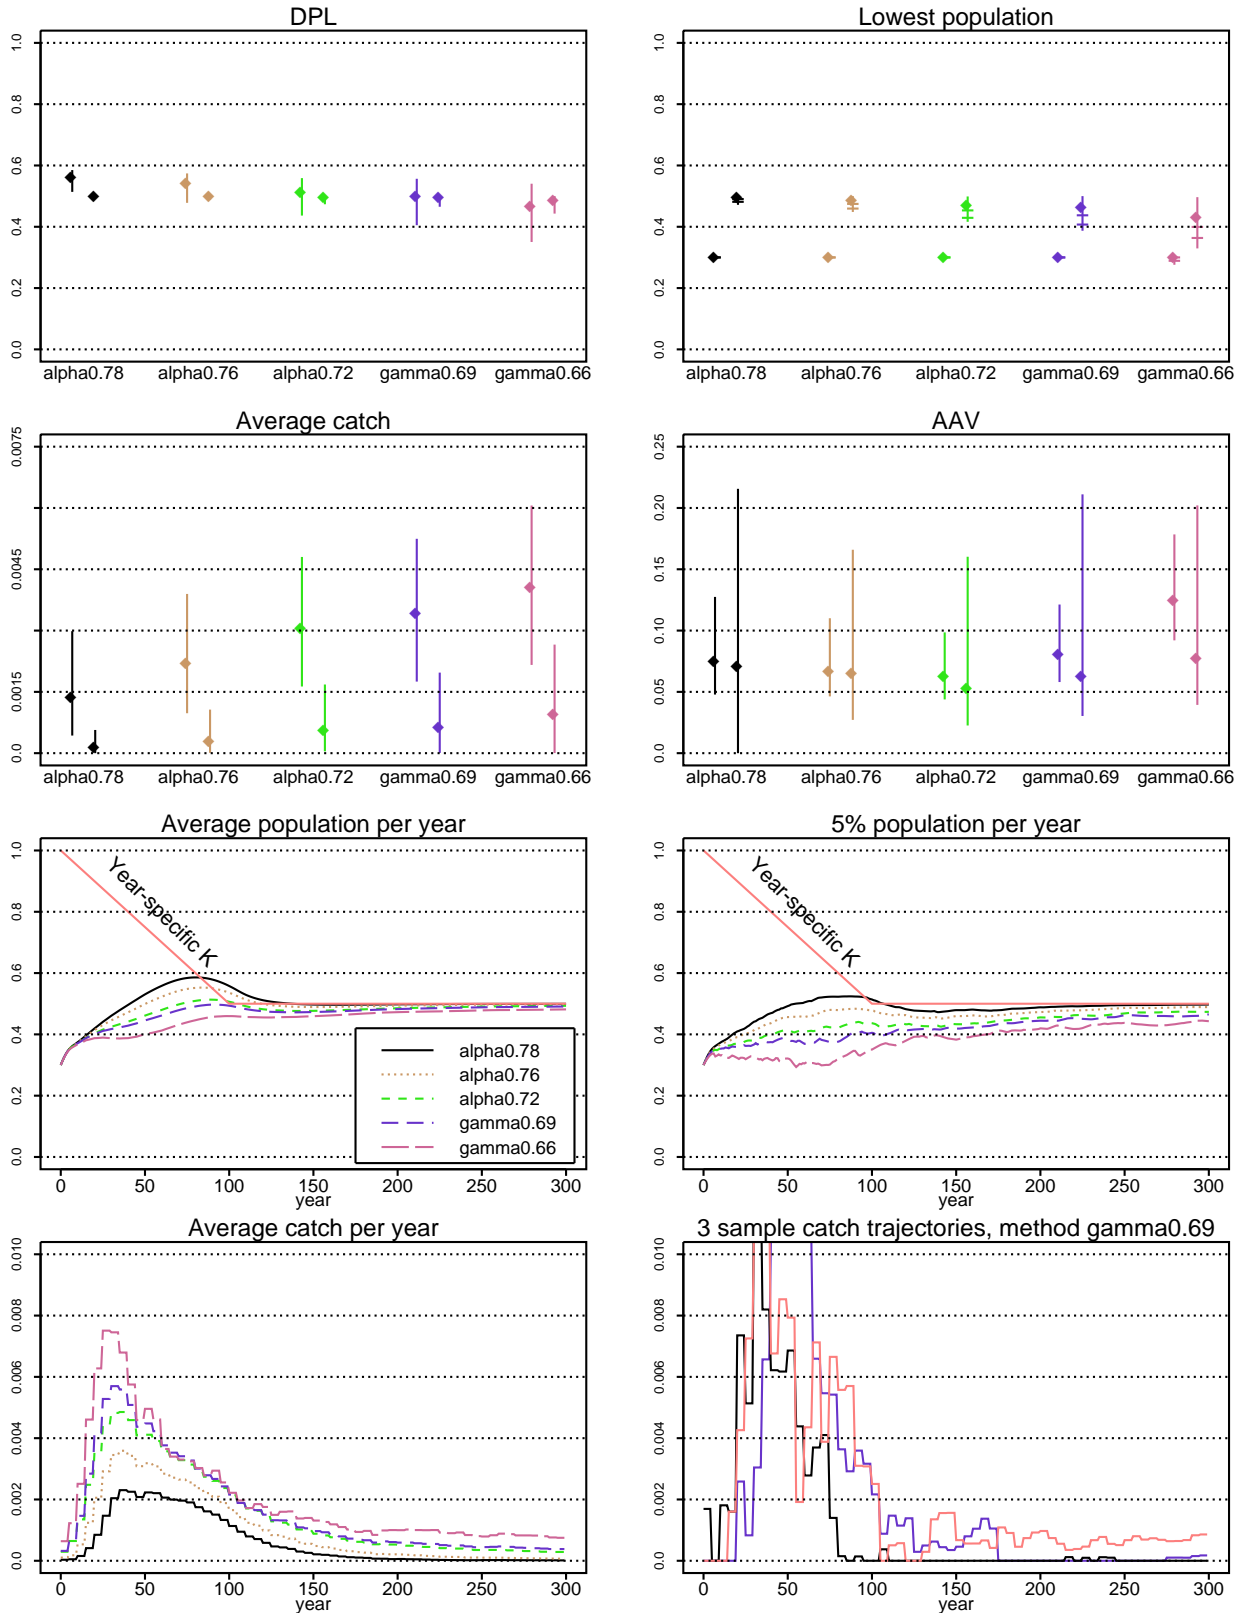 DPL
1.0
0.8
0.6
0.4
0.2
0.0
alpha0.78 alpha0.76 alpha0.72 gamma0.69 gamma0.66
Lowest population
1.0
0.8
0.6
0.4
0.2
0.0
alpha0.78 alpha0.76 alpha0.72 gamma0.69 gamma0.66
Average catch
0.0075
0.0045
0.0015
0.0
alpha0.78 alpha0.76 alpha0.72 gamma0.69 gamma0.66
AAV
0.25
0.20
0.15
0.10
0.05
0.0
alpha0.78 alpha0.76 alpha0.72 gamma0.69 gamma0.66
Average population per year
1.0
0.8
0.6
0.4
0.2
0.0
Year-specific K
alpha0.78
alpha0.76
alpha0.72
gamma0.69
gamma0.66
0 50 100 150 200 250 300
year
5% population per year
1.0
0.8
0.6
0.4
0.2
0.0
Year-specific K
0 50 100 150 200 250 300
year
Average catch per year
0.010
0.008
0.006
0.004
0.002
0.0
0 50 100 150 200 250 300
year
3 sample catch trajectories, method gamma0.69
0.010
0.008
0.006
0.004
0.002
0.0
0 50 100 150 200 250 300
year